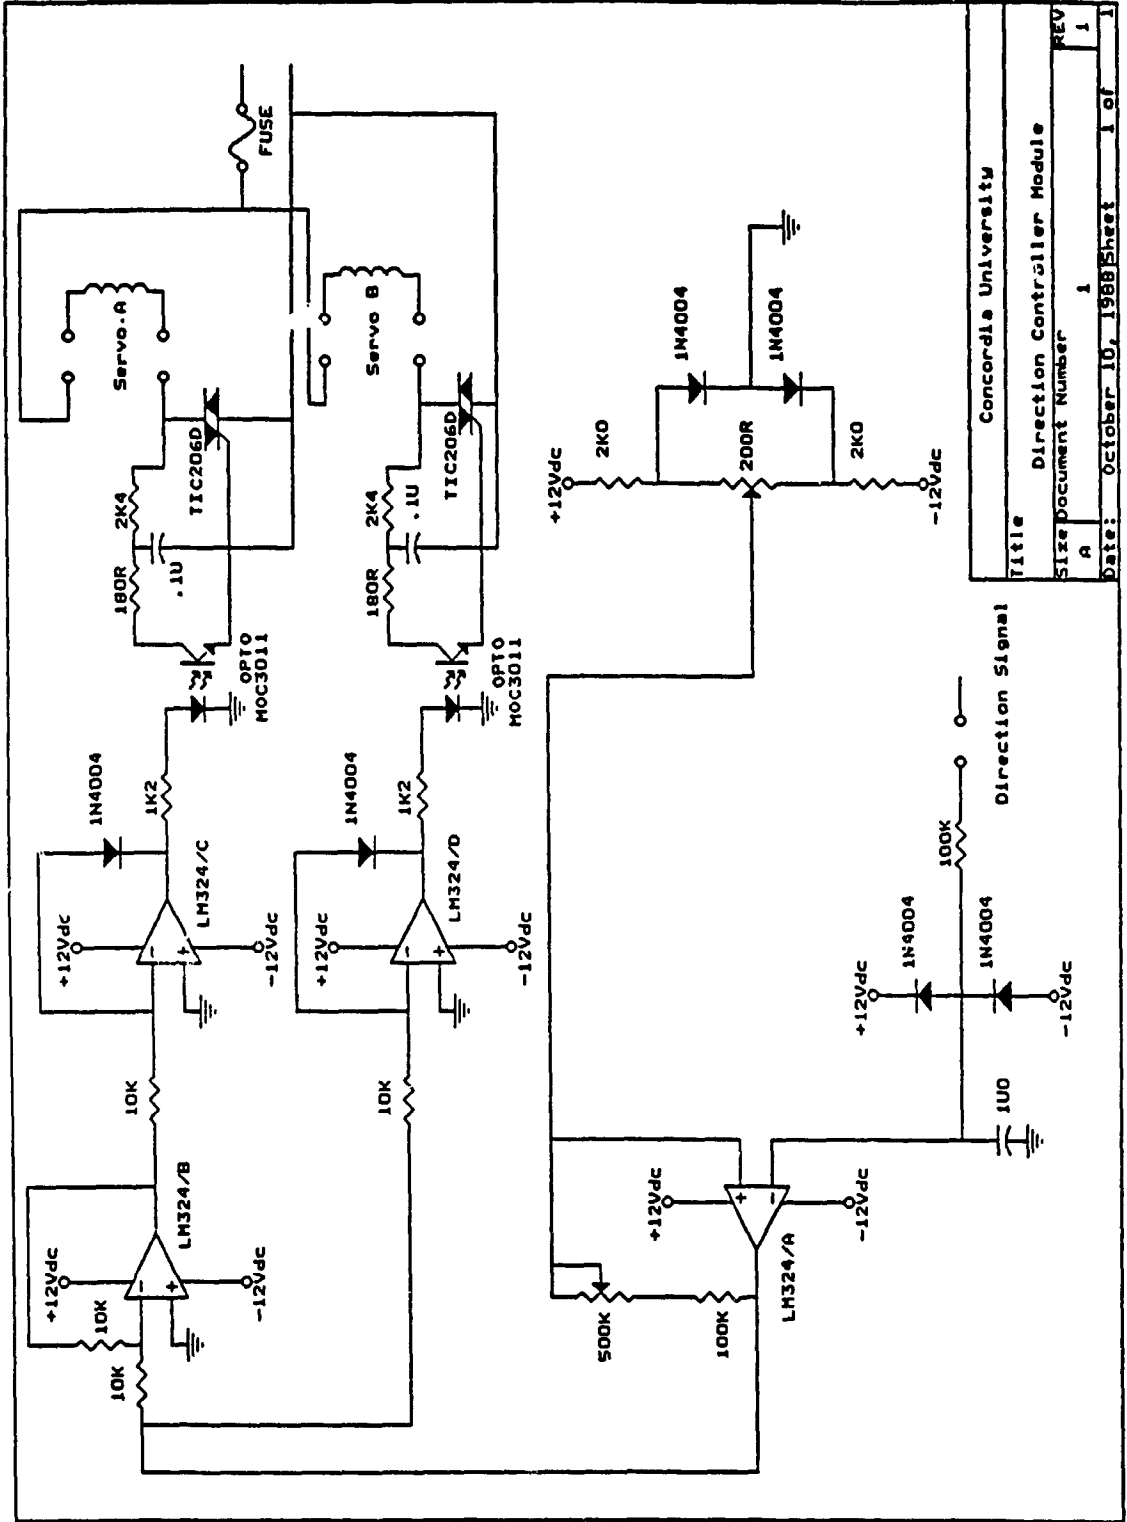 FUSE
Servo.A
TIC206D
2K4
180R
.1U
OPTO
MOC3011
1N4004
1K2
+12Vdc
LM324/C
-12Vdc
10K
LM324/B
+12Vdc
-12Vdc
10K
10K
Servo B
TIC206D
2K4
180R
.1U
OPTO
MOC3011
1N4004
1K2
+12Vdc
LM324/D
-12Vdc
10K
+12Vdc
2K0
1N4004
200R
1N4004
2K0
-12Vdc
+12Vdc
LM324/A
-12Vdc
500K
100K
1U0
+12Vdc
1N4004
1N4004
-12Vdc
100K
Direction Signal
Concordia University
Title
Direction Controller Module
Size Document Number REV
A 1 1
Date: October 10, 1988 Sheet 1 of 1